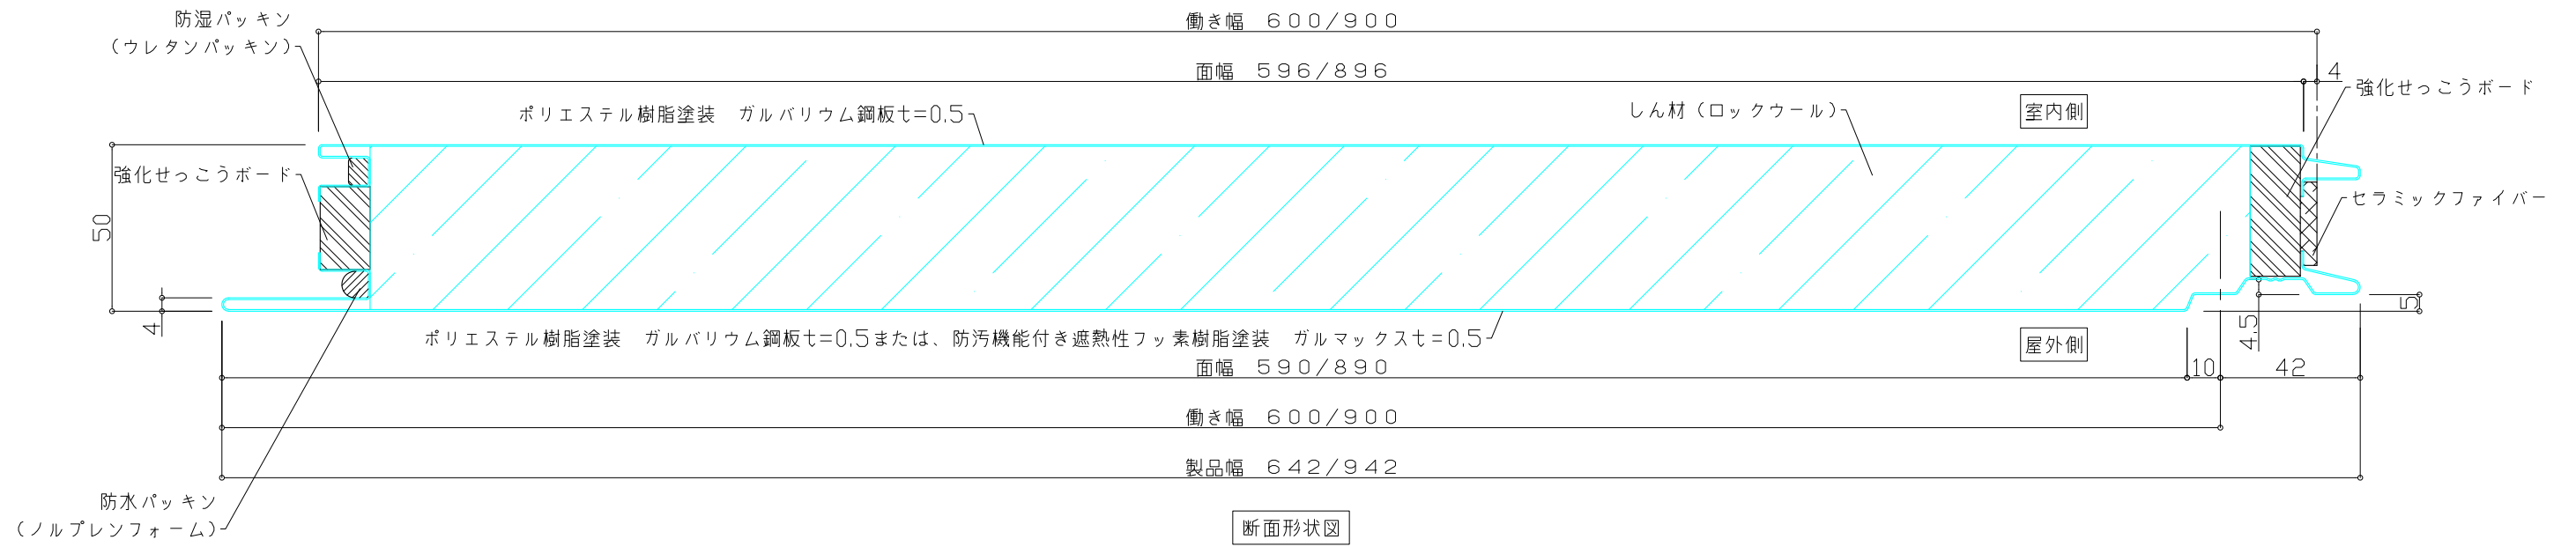 防湿パッキン
（ウレタンパッキン）
働き幅 600/900
面幅 596/896
4
強化せっこうボード
ポリエステル樹脂塗装 ガルバリウム鋼板t=0.5
しん材（ロックウール）
室内側
強化せっこうボード
セラミックファイバー
50
4
5
4.5
ポリエステル樹脂塗装 ガルバリウム鋼板t=0.5または、防汚機能付き遮熱性フッ素樹脂塗装 ガルマックスt=0.5
屋外側
面幅 590/890
10
42
働き幅 600/900
製品幅 642/942
防水パッキン
（ノルプレンフォーム）
断面形状図